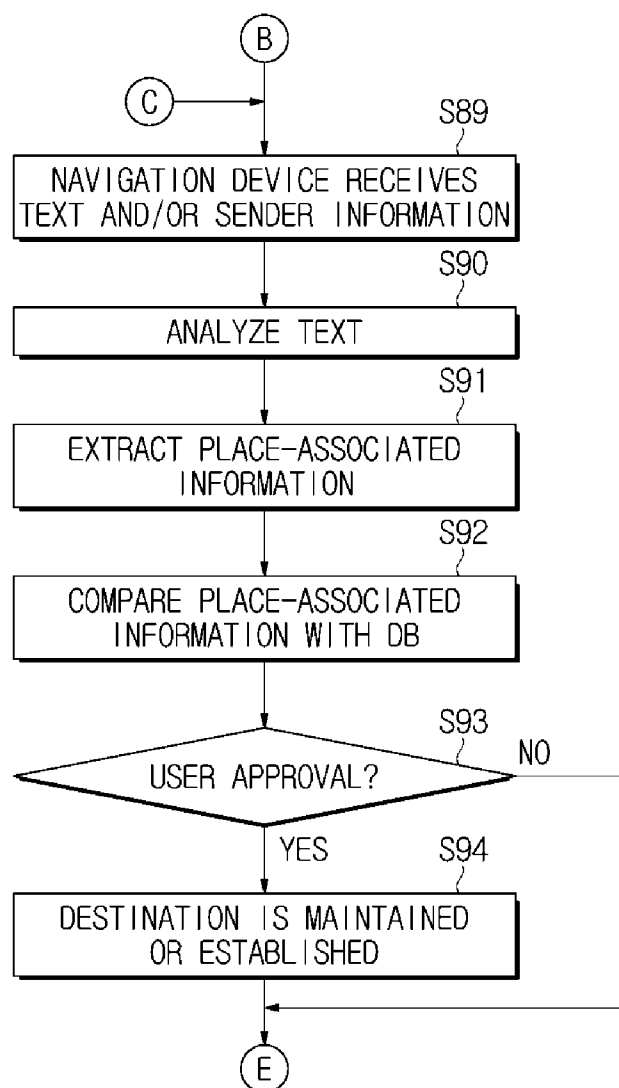 B
C
S89
NAVIGATION DEVICE RECEIVES
TEXT AND/OR SENDER INFORMATION
S90
ANALYZE TEXT
S91
EXTRACT PLACE-ASSOCIATED
INFORMATION
S92
COMPARE PLACE-ASSOCIATED
INFORMATION WITH DB
S93
USER APPROVAL?
NO
YES
S94
DESTINATION IS MAINTAINED
OR ESTABLISHED
E